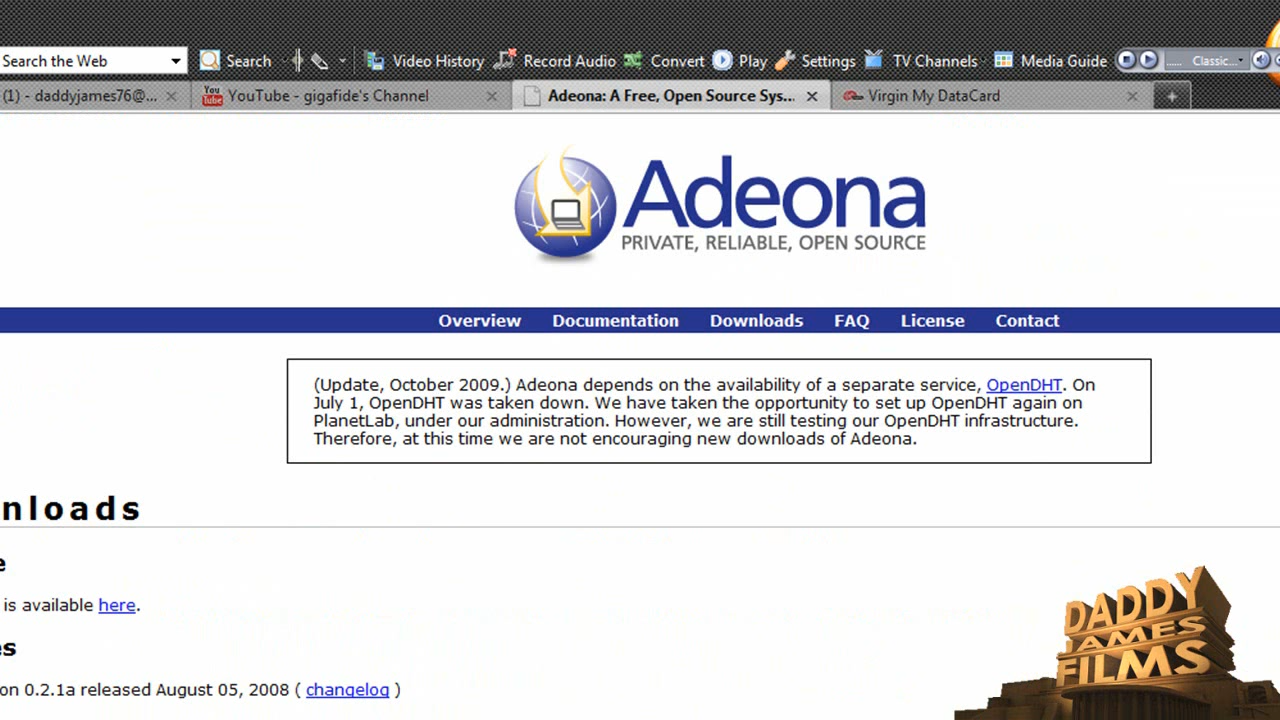 Search the Web
Search
Video History
Record Audio
Convert
Play
Settings
TV Channels
Media Guide
Classic...
(1) - daddyjames76@...
You Tube
YouTube - gigafide's Channel
Adeona: A Free, Open Source Sys...
Virgin My DataCard
Adeona
PRIVATE, RELIABLE, OPEN SOURCE
Overview Documentation Downloads FAQ License Contact
(Update, October 2009.) Adeona depends on the availability of a separate service, OpenDHT. On
July 1, OpenDHT was taken down. We have taken the opportunity to set up OpenDHT again on
PlanetLab, under our administration. However, we are still testing our OpenDHT infrastructure.
Therefore, at this time we are not encouraging new downloads of Adeona.
nloads
e
is available here.
es
on 0.2.1a released August 05, 2008 ( changelog )
DADDY
JAMES
FILMS